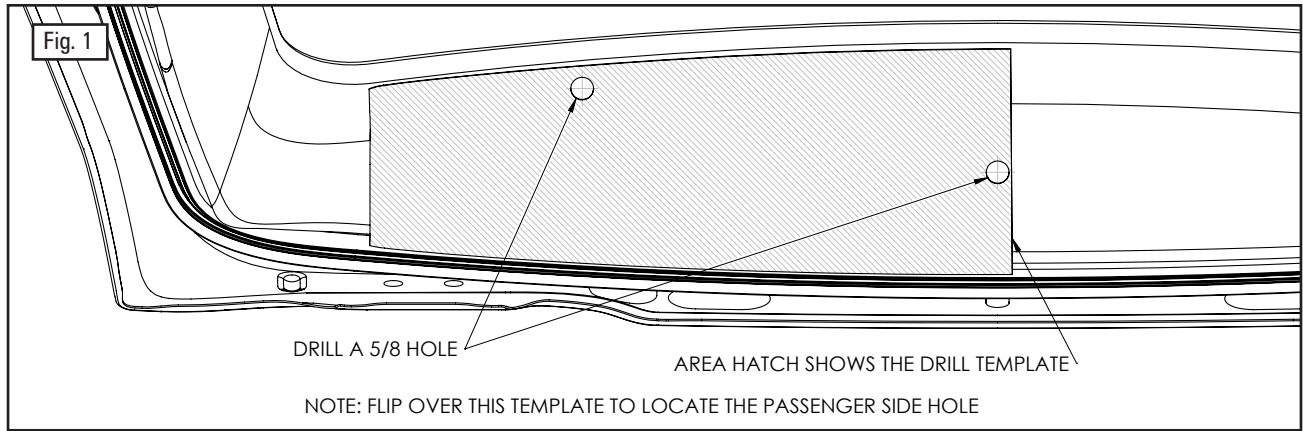 Fig. 1
DRILL A 5/8 HOLE
AREA HATCH SHOWS THE DRILL TEMPLATE
NOTE: FLIP OVER THIS TEMPLATE TO LOCATE THE PASSENGER SIDE HOLE